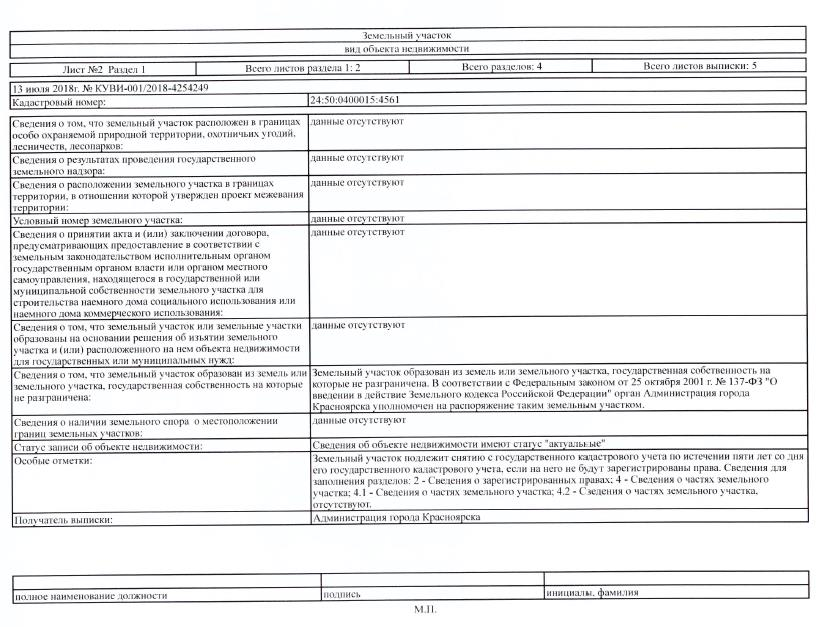 Земельный участок
вид объекта недвижимости
Лист №2 Раздел 1 Всего листов раздела 1: 2 Всего разделов: 4 Всего листов выписки: 5
13 июля 2018г. № КУВИ-001/2018-4254249
Кадастровый номер: 24:50:0400015:4561
Сведения о том, что земельный участок расположен в границах данные отсутствуют
особо охраняемой природной территории, охотничьих угодий,
лесничеств, лесопарков:
Сведения о результатах проведения государственного данные отсутствуют
земельного надзора:
Сведения о расположении земельного участка в границах данные отсутствуют
территории, в отношении которой утвержден проект межевания
территории:
Условный номер земельного участка: данные отсутствуют
Сведения о принятии акта и (или) заключении договора, данные отсутствуют
предусматривающих предоставление в соответствии с
земельным законодательством исполнительным органом
государственным органом власти или органом местного
самоуправления, находящегося в государственной или
муниципальной собственности земельного участка для
строительства наемного дома социального использования или
наемного дома коммерческого использования:
Сведения о том, что земельный участок или земельные участки данные отсутствуют
образованы на основании решения об изъятии земельного
участка и (или) расположенного на нем объекта недвижимости
для государственных или муниципальных нужд:
Сведения о том, что земельный участок образован из земель или Земельный участок образован из земель или земельного участка, государственная собственность на
земельного участка, государственная собственность на которые которые не разграничена. В соответствии с Федеральным законом от 25 октября 2001 г. № 137-ФЗ "О
не разграничена: введении в действие Земельного кодекса Российской Федерации" орган Администрация города
Красноярска уполномочен на распоряжение таким земельным участком.
Сведения о наличии земельного спора о местоположении данные отсутствуют
границ земельных участков:
Статус записи об объекте недвижимости: Сведения об объекте недвижимости имеют статус "актуальные"
Особые отметки: Земельный участок подлежит снятию с государственного кадастрового учета по истечении пяти лет со дня
его государственного кадастрового учета, если на него не будут зарегистрированы права. Сведения для
заполнения разделов: 2 - Сведения о зарегистрированных правах; 4 - Сведения о частях земельного
участка; 4.1 - Сведения о частях земельного участка; 4.2 - Сведения о частях земельного участка,
отсутствуют.
Получатель выписки: Администрация города Красноярска
полное наименование должности подпись инициалы, фамилия
М.П.